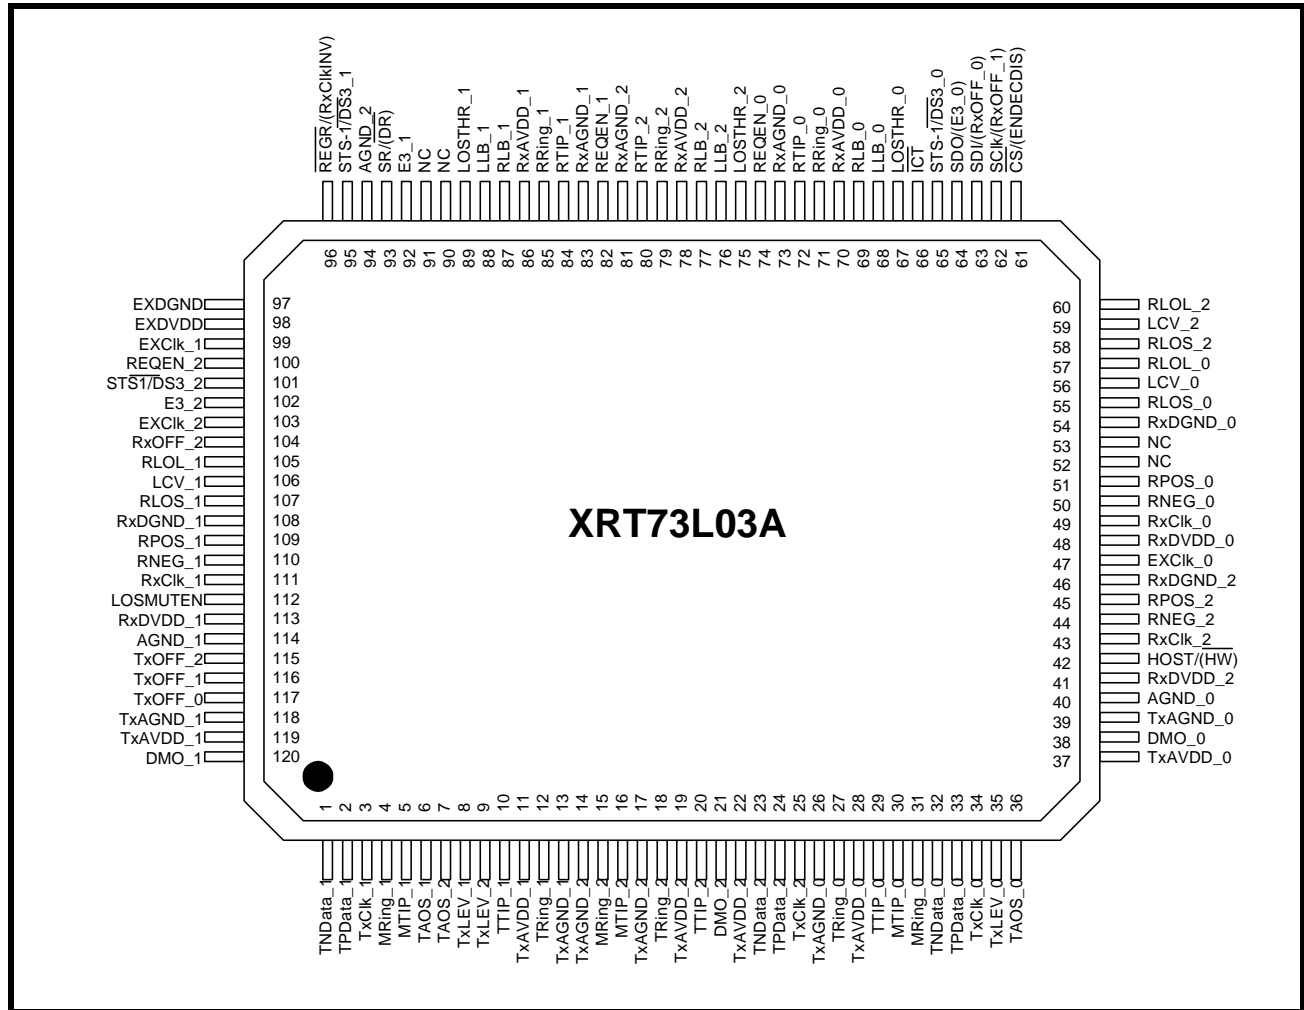 REGR/(RxClkINV)
STS-1/DS3_1
AGND_2
SR/(DR)
E3_1
NC
NC
LOSTHR_1
LLB_1
RLB_1
RxAVDD_1
RRing_1
RTIP_1
RxAGND_1
REQEN_1
RxAGND_2
RTIP_2
RRing_2
RxAVDD_2
RLB_2
LLB_2
LOSTHR_2
REQEN_0
RxAGND_0
RTIP_0
RRing_0
RxAVDD_0
RLB_0
LLB_0
LOSTHR_0
ICT
STS-1/DS3_0
SDO/(E3_0)
SDI/(RxOFF_0)
SClk/(RxOFF_1)
CS/(ENDECDIS)
96 95 94 93 92 91 90 89 88 87 86 85 84 83 82 81 80 79 78 77 76 75 74 73 72 71 70 69 68 67 66 65 64 63 62 61
EXDGND 97
EXDVDD 98
EXClk_1 99
REQEN_2 100
STS1/DS3_2 101
E3_2 102
EXClk_2 103
RxOFF_2 104
RLOL_1 105
LCV_1 106
RLOS_1 107
RxDGND_1 108
RPOS_1 109
RNEG_1 110
RxClk_1 111
LOSMUTEN 112
RxDVDD_1 113
AGND_1 114
TxOFF_2 115
TxOFF_1 116
TxOFF_0 117
TxAGND_1 118
TxAVDD_1 119
DMO_1 120
XRT73L03A
60 RLOL_2
59 LCV_2
58 RLOS_2
57 RLOL_0
56 LCV_0
55 RLOS_0
54 RxDGND_0
53 NC
52 NC
51 RPOS_0
50 RNEG_0
49 RxClk_0
48 RxDVDD_0
47 EXClk_0
46 RxDGND_2
45 RPOS_2
44 RNEG_2
43 RxClk_2
42 HOST/(HW)
41 RxDVDD_2
40 AGND_0
39 TxAGND_0
38 DMO_0
37 TxAVDD_0
1 2 3 4 5 6 7 8 9 10 11 12 13 14 15 16 17 18 19 20 21 22 23 24 25 26 27 28 29 30 31 32 33 34 35 36
TNData_1
TPData_1
TxClk_1
MRing_1
MTIP_1
TAOS_1
TAOS_2
TxLEV_1
TxLEV_2
TTIP_1
TxAVDD_1
TRing_1
TxAGND_1
TxAGND_2
MRing_2
MTIP_2
TxAGND_2
TRing_2
TxAVDD_2
TTIP_2
DMO_2
TxAVDD_2
TNData_2
TPData_2
TxClk_2
TxAGND_0
TRing_0
TxAVDD_0
TTIP_0
MTIP_0
MRing_0
TNData_0
TPData_0
TxClk_0
TxLEV_0
TAOS_0